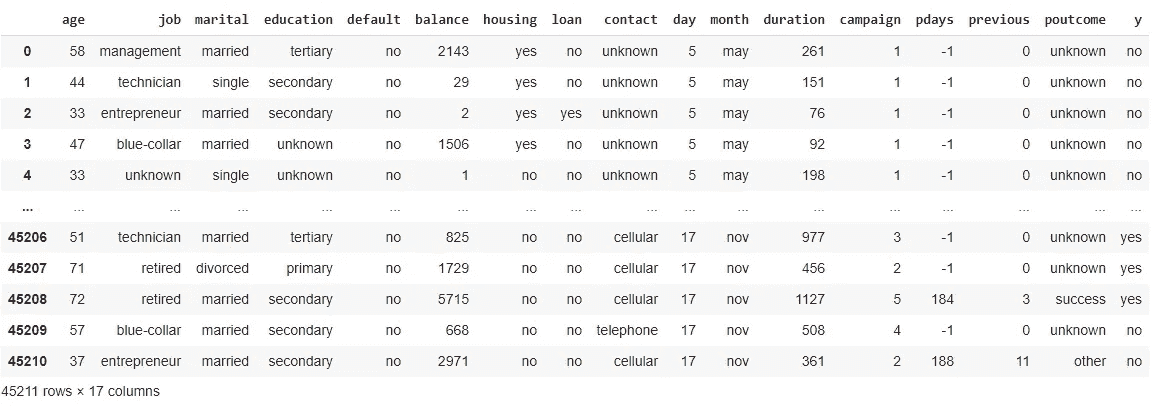 age job marital education default balance housing loan contact day month duration campaign pdays previous poutcome y
0 58 management married tertiary no 2143 yes no unknown 5 may 261 1 -1 0 unknown no
1 44 technician single secondary no 29 yes no unknown 5 may 151 1 -1 0 unknown no
2 33 entrepreneur married secondary no 2 yes yes unknown 5 may 76 1 -1 0 unknown no
3 47 blue-collar married unknown no 1506 yes no unknown 5 may 92 1 -1 0 unknown no
4 33 unknown single unknown no 1 no no unknown 5 may 198 1 -1 0 unknown no
... ... ... ... ... ... ... ... ... ... ... ... ... ... ... ... ... ...
45206 51 technician married tertiary no 825 no no cellular 17 nov 977 3 -1 0 unknown yes
45207 71 retired divorced primary no 1729 no no cellular 17 nov 456 2 -1 0 unknown yes
45208 72 retired married secondary no 5715 no no cellular 17 nov 1127 5 184 3 success yes
45209 57 blue-collar married secondary no 668 no no telephone 17 nov 508 4 -1 0 unknown no
45210 37 entrepreneur married secondary no 2971 no no cellular 17 nov 361 2 188 11 other no
45211 rows × 17 columns